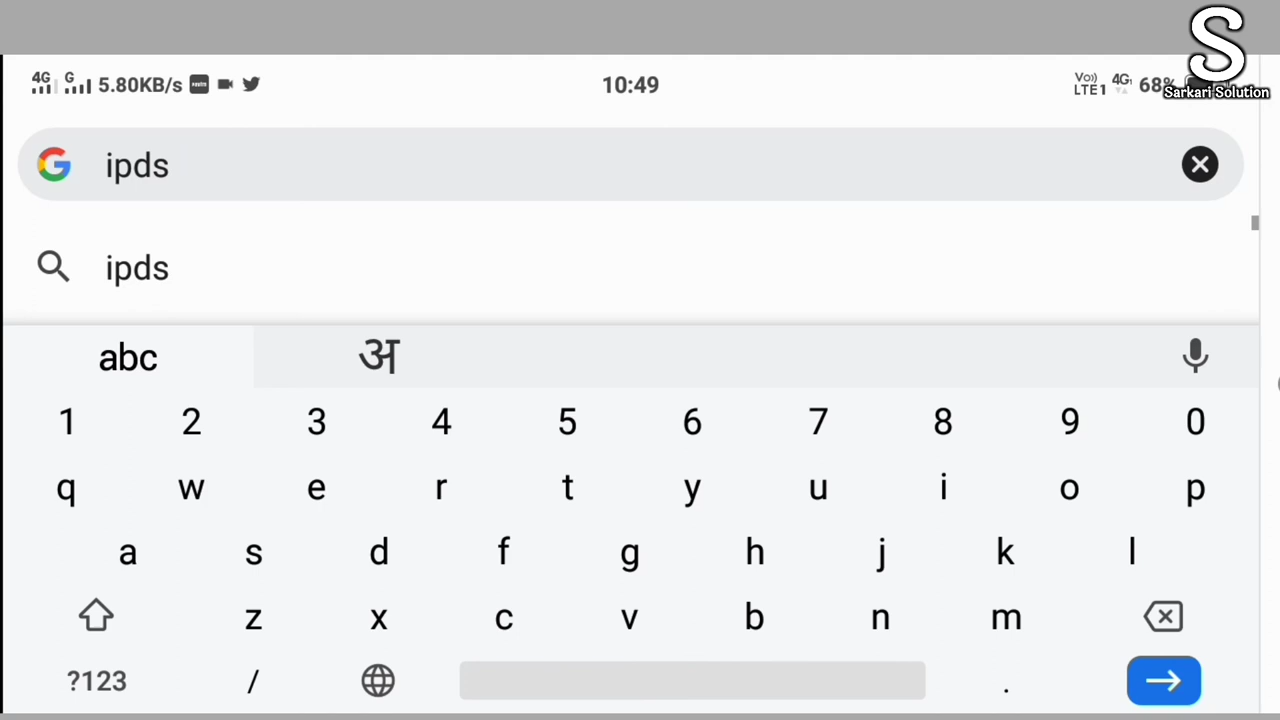 S
4G G 5.80KB/s paytm 10:49 Vo)) LTE1 4G 68%
Sarkari Solution
ipds
ipds
abc अ
1 2 3 4 5 6 7 8 9 0
q w e r t y u i o p
a s d f g h j k l
z x c v b n m
?123 / .